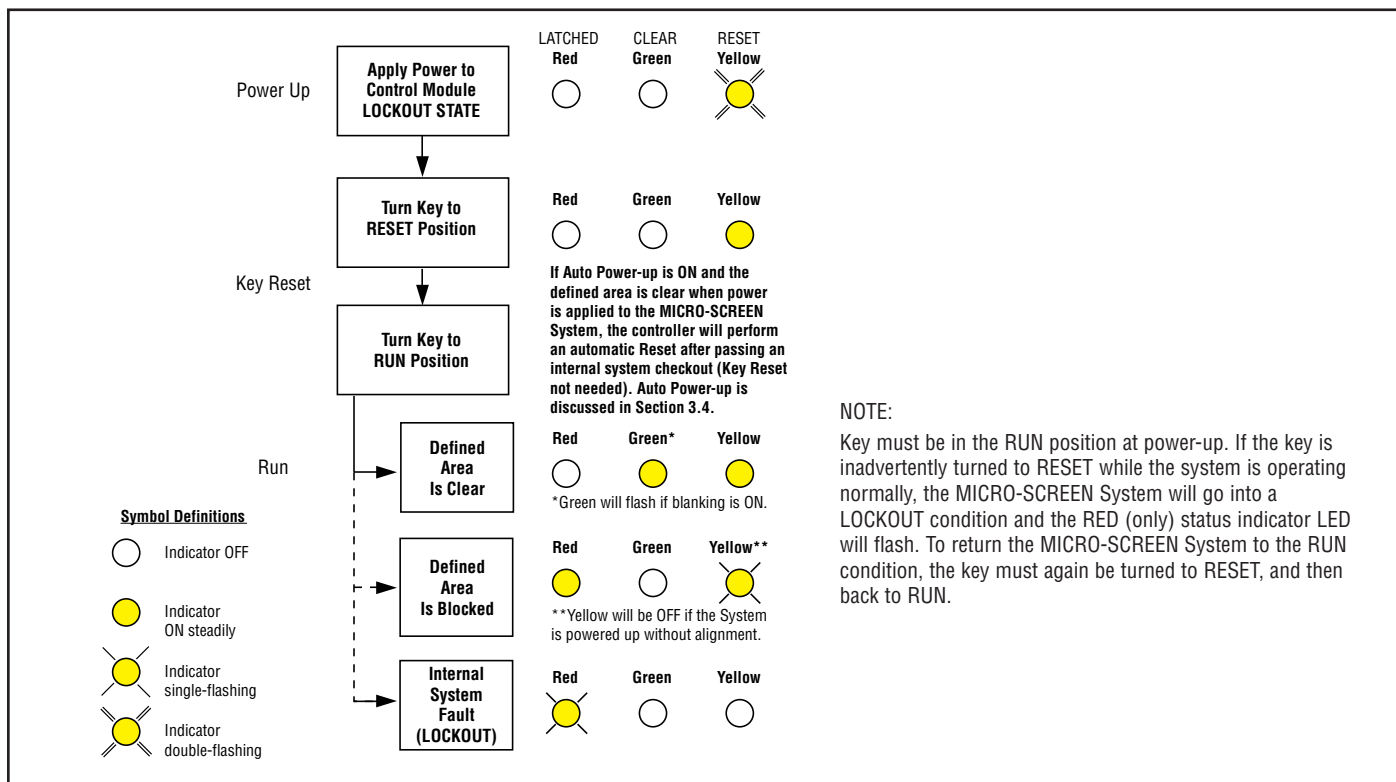 LATCHED CLEAR RESET
Red Green Yellow
Power Up
Apply Power to
Control Module
LOCKOUT STATE
Turn Key to
RESET Position
Red Green Yellow
Key Reset
If Auto Power-up is ON and the
defined area is clear when power
is applied to the MICRO-SCREEN
System, the controller will perform
an automatic Reset after passing an
internal system checkout (Key Reset
not needed). Auto Power-up is
discussed in Section 3.4.
Turn Key to
RUN Position
Run
Defined
Area
Is Clear
Red Green* Yellow
*Green will flash if blanking is ON.
Defined
Area
Is Blocked
Red Green Yellow**
**Yellow will be OFF if the System
is powered up without alignment.
Internal
System
Fault
(LOCKOUT)
Red Green Yellow
Symbol Definitions
Indicator OFF
Indicator
ON steadily
Indicator
single-flashing
Indicator
double-flashing
NOTE:
Key must be in the RUN position at power-up. If the key is
inadvertently turned to RESET while the system is operating
normally, the MICRO-SCREEN System will go into a
LOCKOUT condition and the RED (only) status indicator LED
will flash. To return the MICRO-SCREEN System to the RUN
condition, the key must again be turned to RESET, and then
back to RUN.